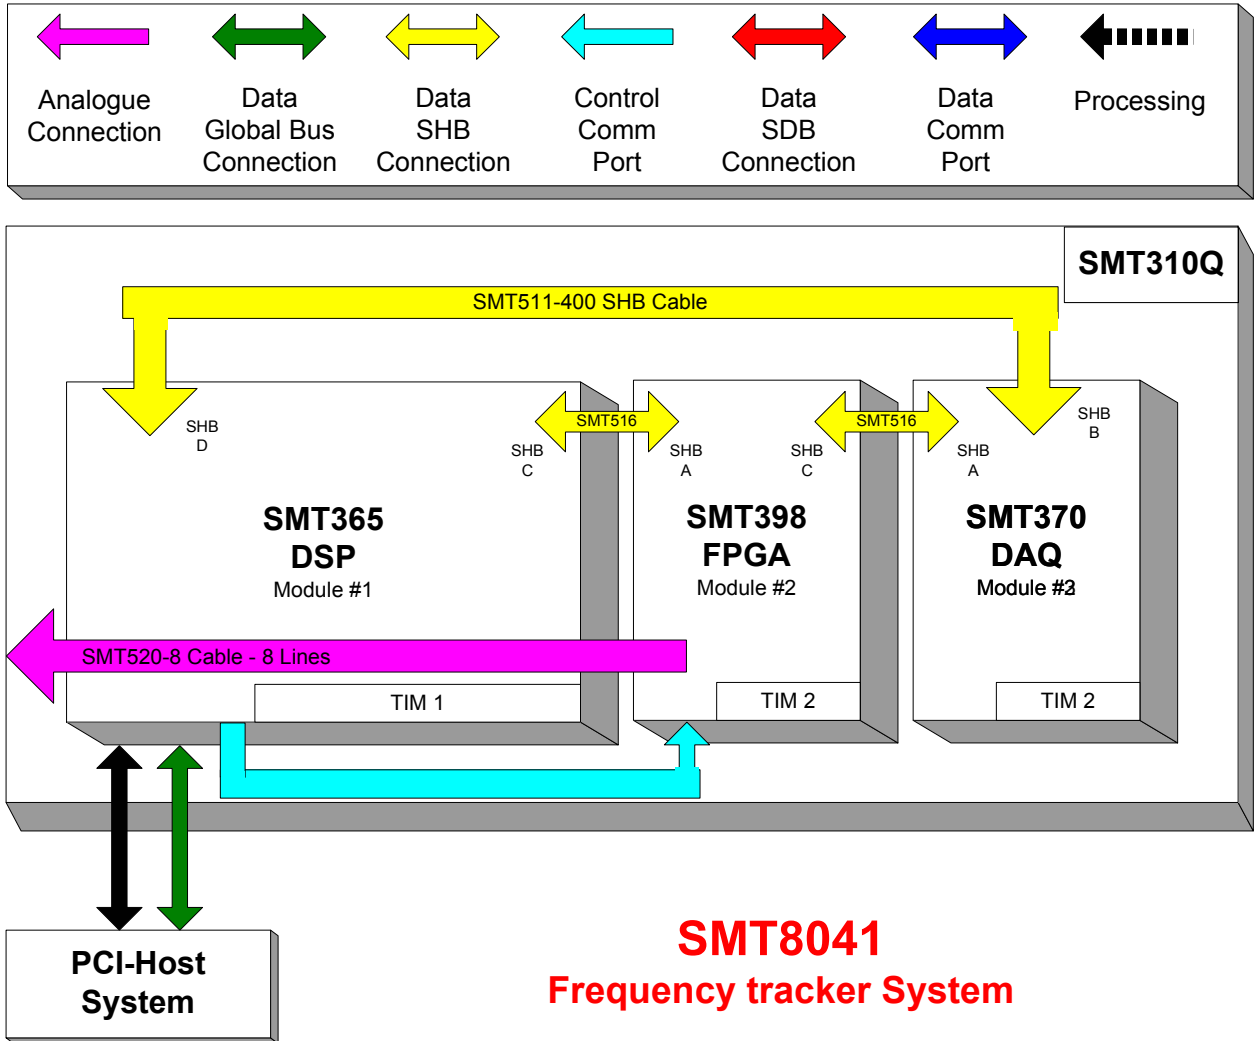 Analogue
Connection
Data
Global Bus
Connection
Data
SHB
Connection
Control
Comm
Port
Data
SDB
Connection
Data
Comm
Port
Processing
SMT310Q
SMT511-400 SHB Cable
SHB
D
SHB
C
SMT516
SHB
A
SHB
C
SMT516
SHB
A
SHB
B
SMT365
DSP
Module #1
SMT398
FPGA
Module #2
SMT370
DAQ
Module
SMT520-8 Cable - 8 Lines
TIM 1
TIM 2
TIM 2
PCI-Host
System
SMT8041
Frequency tracker System